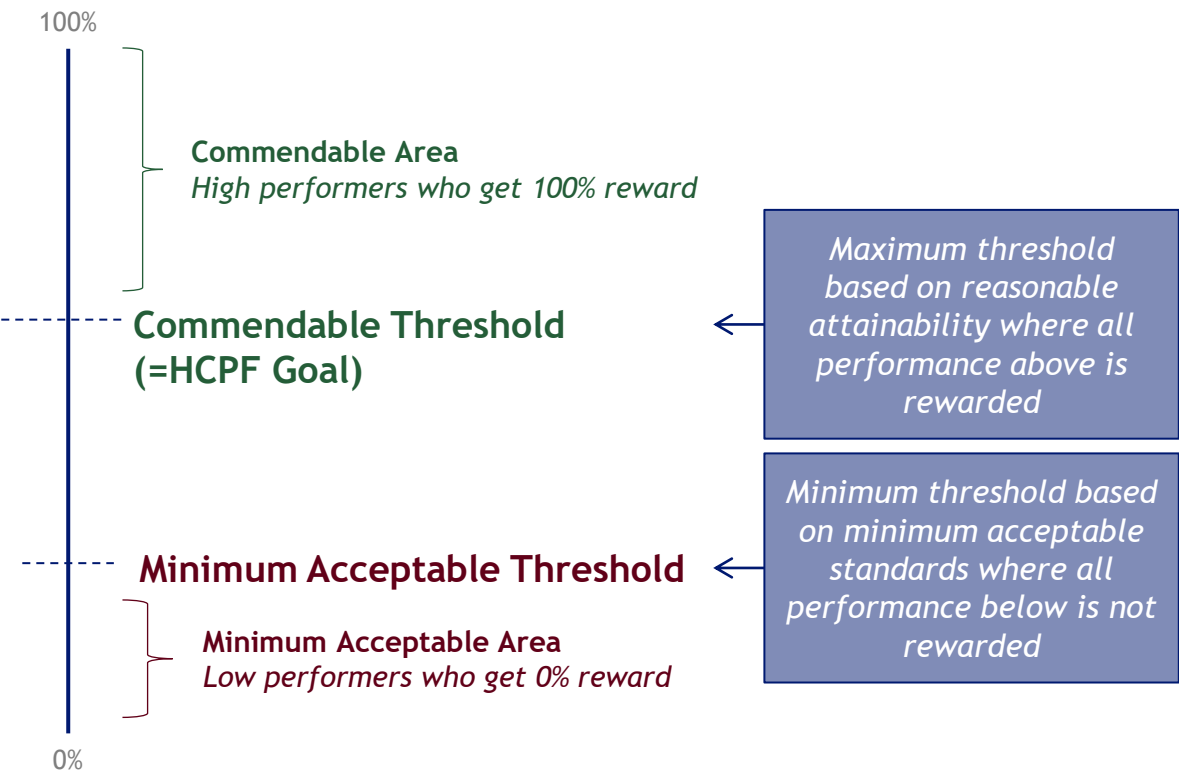 100%
Commendable Area
High performers who get 100% reward
Commendable Threshold
(=HCPF Goal)
Maximum threshold
based on reasonable
attainability where all
performance above is
rewarded
Minimum Acceptable Threshold
Minimum threshold based
on minimum acceptable
standards where all
performance below is not
rewarded
Minimum Acceptable Area
Low performers who get 0% reward
0%